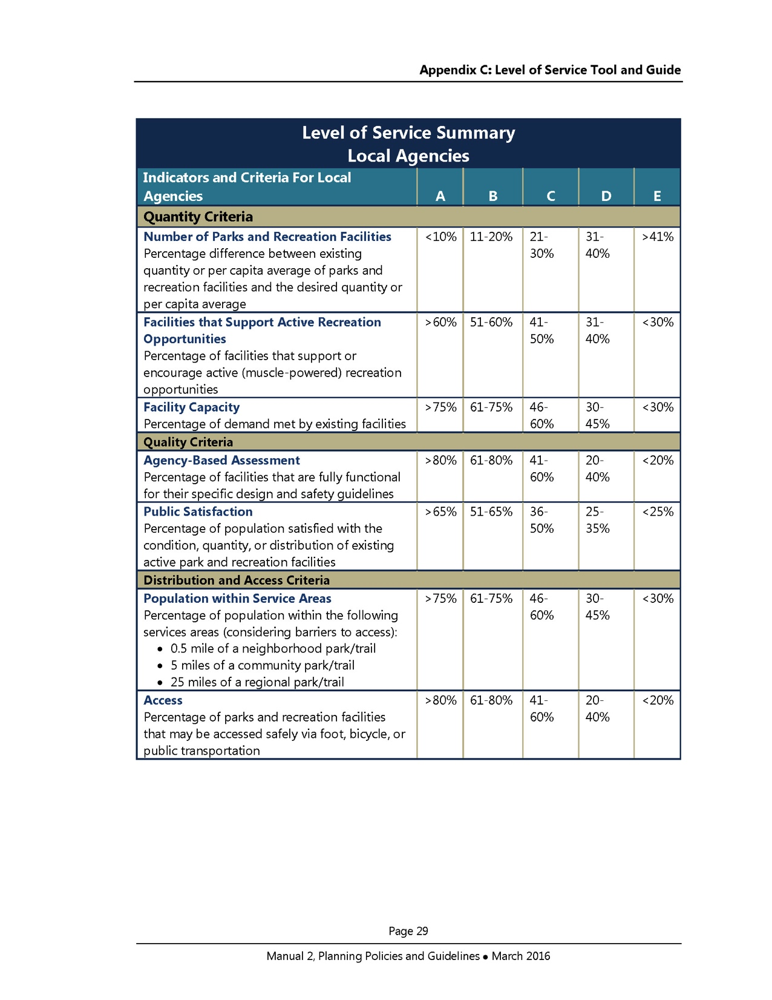 Appendix C: Level of Service Tool and Guide
Level of Service Summary
Local Agencies
Indicators and Criteria For Local
Agencies A B C D E
Quantity Criteria
Number of Parks and Recreation Facilities <10% 11-20% 21- 31- >41%
Percentage difference between existing 30% 40%
quantity or per capita average of parks and
recreation facilities and the desired quantity or
per capita average
Facilities that Support Active Recreation >60% 51-60% 41- 31- <30%
Opportunities 50% 40%
Percentage of facilities that support or
encourage active (muscle-powered) recreation
opportunities
Facility Capacity >75% 61-75% 46- 30- <30%
Percentage of demand met by existing facilities 60% 45%
Quality Criteria
Agency-Based Assessment >80% 61-80% 41- 20- <20%
Percentage of facilities that are fully functional 60% 40%
for their specific design and safety guidelines
Public Satisfaction >65% 51-65% 36- 25- <25%
Percentage of population satisfied with the 50% 35%
condition, quantity, or distribution of existing
active park and recreation facilities
Distribution and Access Criteria
Population within Service Areas >75% 61-75% 46- 30- <30%
Percentage of population within the following 60% 45%
services areas (considering barriers to access):
• 0.5 mile of a neighborhood park/trail
• 5 miles of a community park/trail
• 25 miles of a regional park/trail
Access >80% 61-80% 41- 20- <20%
Percentage of parks and recreation facilities 60% 40%
that may be accessed safely via foot, bicycle, or
public transportation
Page 29
Manual 2, Planning Policies and Guidelines ● March 2016